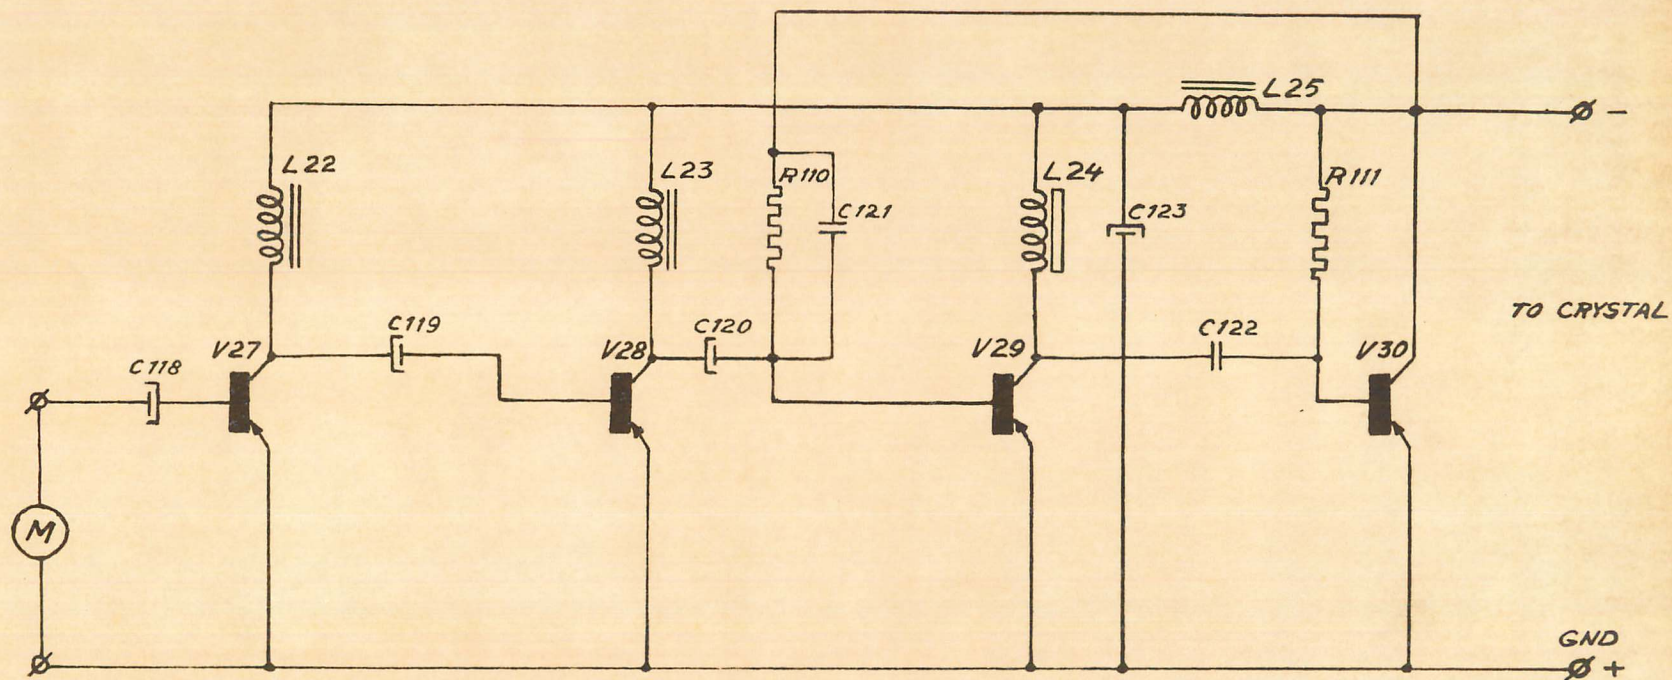 L25
-
L22
L23
R110
L24
R111
C121
C123
TO CRYSTAL
C119
C120
C122
V27
V28
V29
V30
C118
M
GND
+